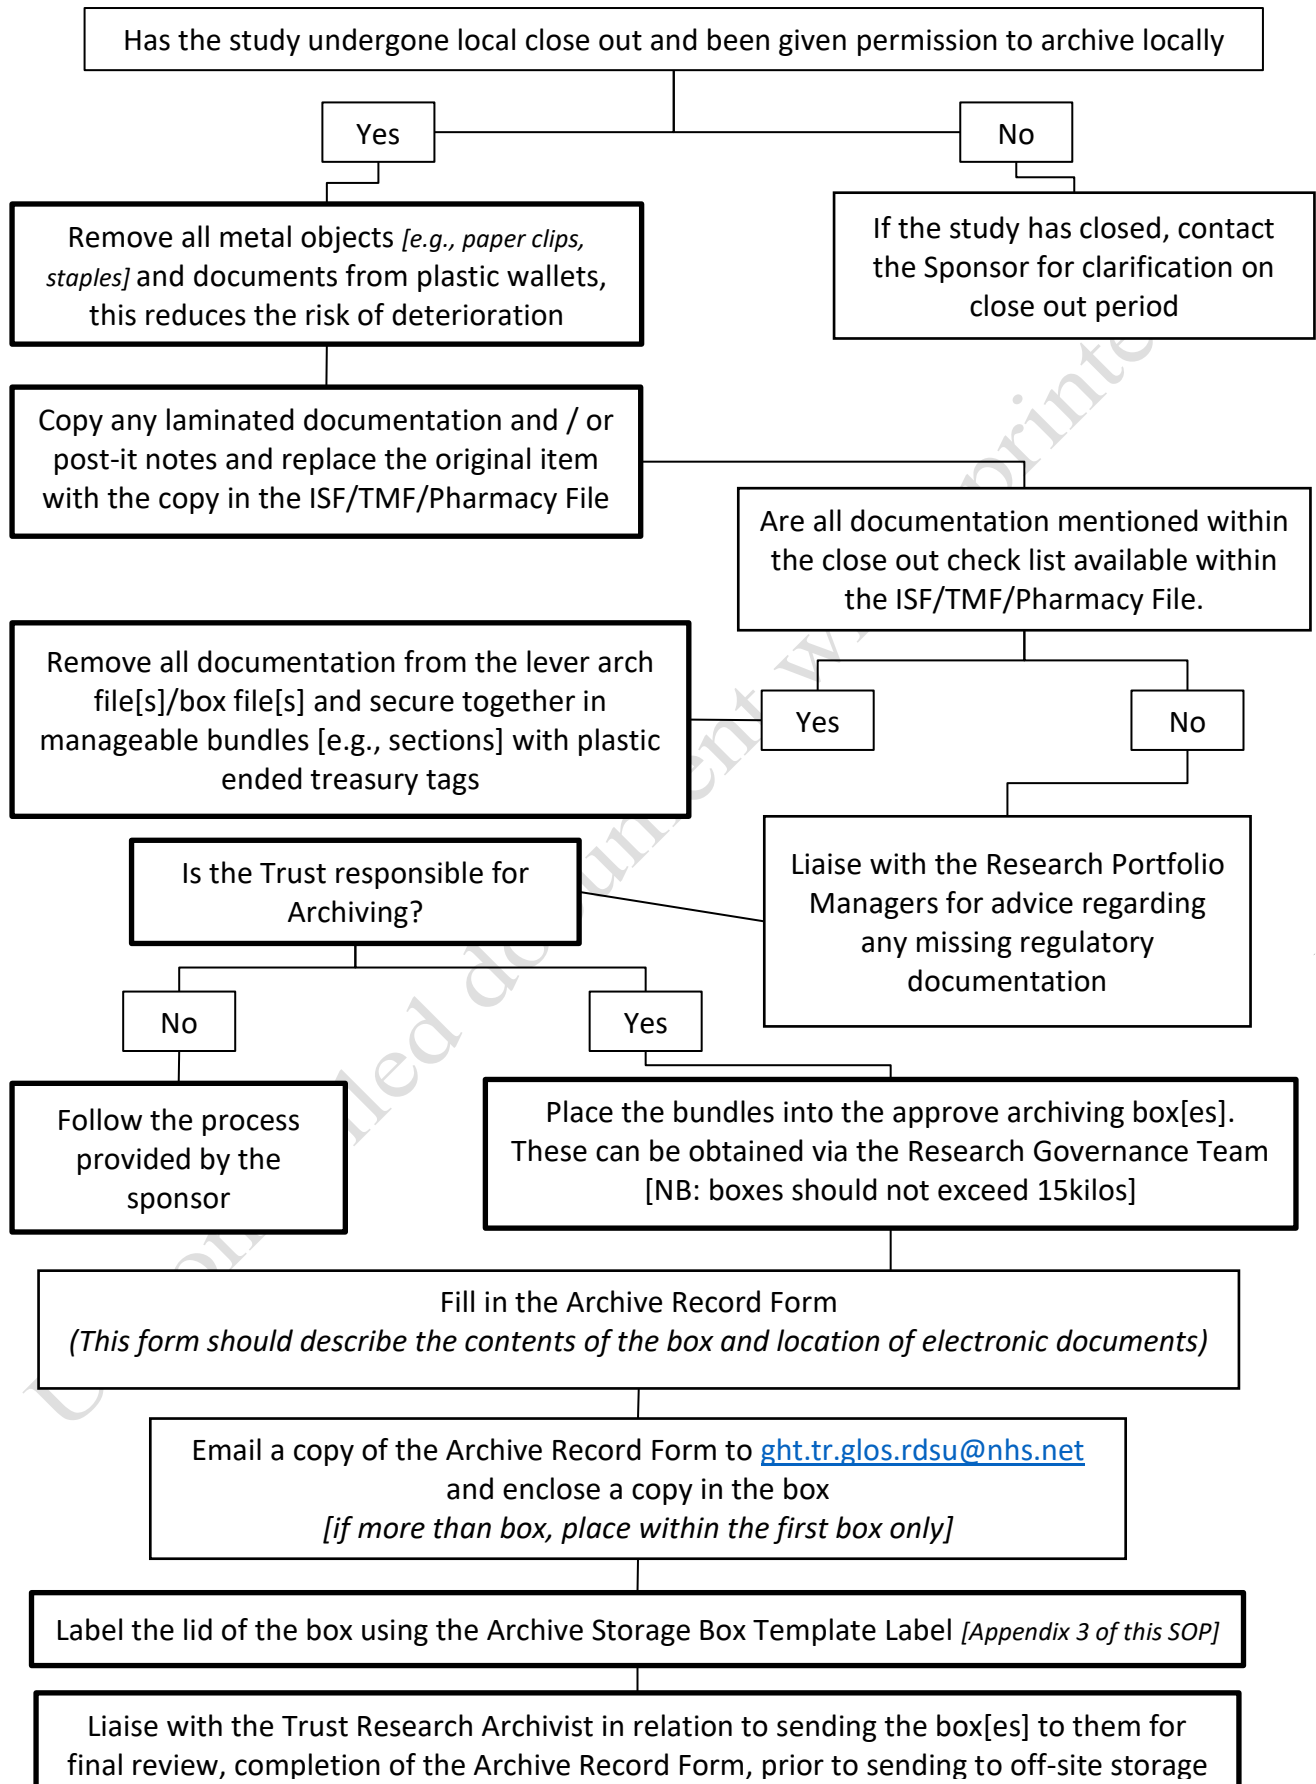 Has the study undergone local close out and been given permission to archive locally
Yes
No
Remove all metal objects [e.g., paper clips,
staples] and documents from plastic wallets,
this reduces the risk of deterioration
If the study has closed, contact
the Sponsor for clarification on
close out period
Copy any laminated documentation and / or
post-it notes and replace the original item
with the copy in the ISF/TMF/Pharmacy File
Are all documentation mentioned within
the close out check list available within
the ISF/TMF/Pharmacy File.
Remove all documentation from the lever arch
file[s]/box file[s] and secure together in
manageable bundles [e.g., sections] with plastic
ended treasury tags
Yes
No
Is the Trust responsible for
Archiving?
Liaise with the Research Portfolio
Managers for advice regarding
any missing regulatory
documentation
No
Yes
Follow the process
provided by the
sponsor
Place the bundles into the approve archiving box[es].
These can be obtained via the Research Governance Team
[NB: boxes should not exceed 15kilos]
Fill in the Archive Record Form
(This form should describe the contents of the box and location of electronic documents)
Email a copy of the Archive Record Form to ght.tr.glos.rdsu@nhs.net
and enclose a copy in the box
[if more than box, place within the first box only]
Label the lid of the box using the Archive Storage Box Template Label [Appendix 3 of this SOP]
Liaise with the Trust Research Archivist in relation to sending the box[es] to them for
final review, completion of the Archive Record Form, prior to sending to off-site storage